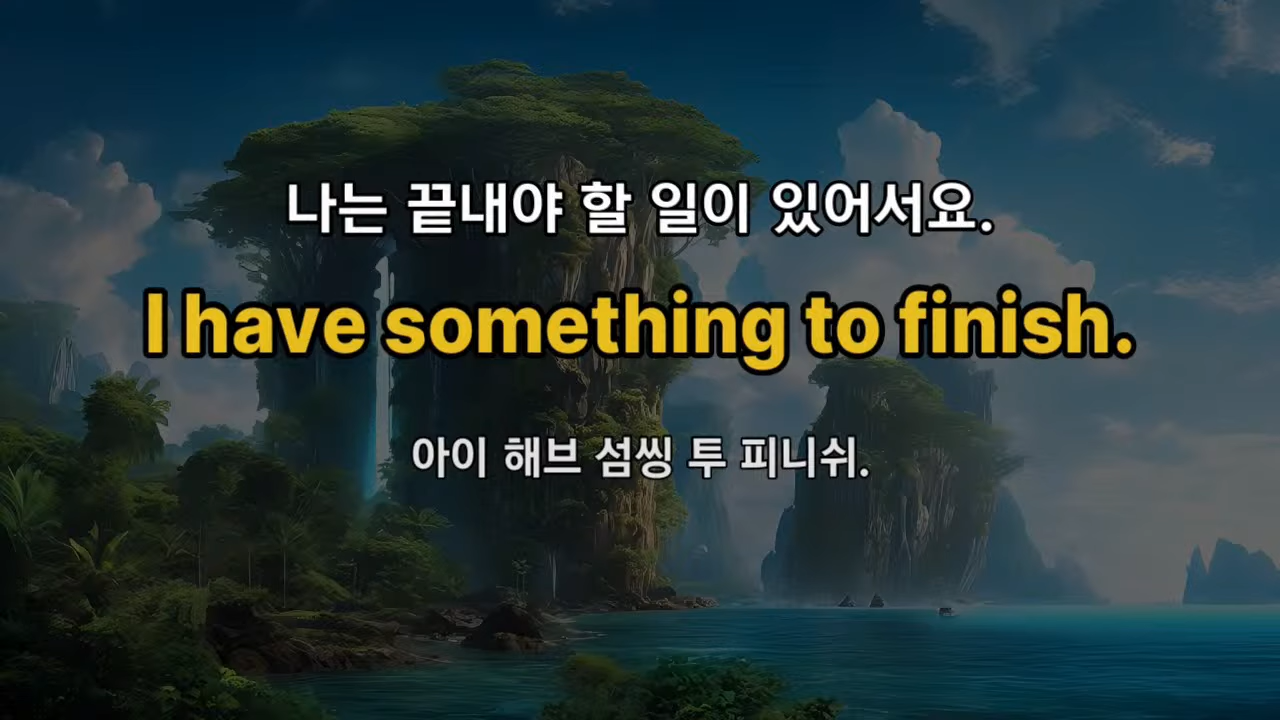 나는 끝내야 할 일이 있어서요.
I have something to finish.
아이 해브 섬씽 투 피니쉬.